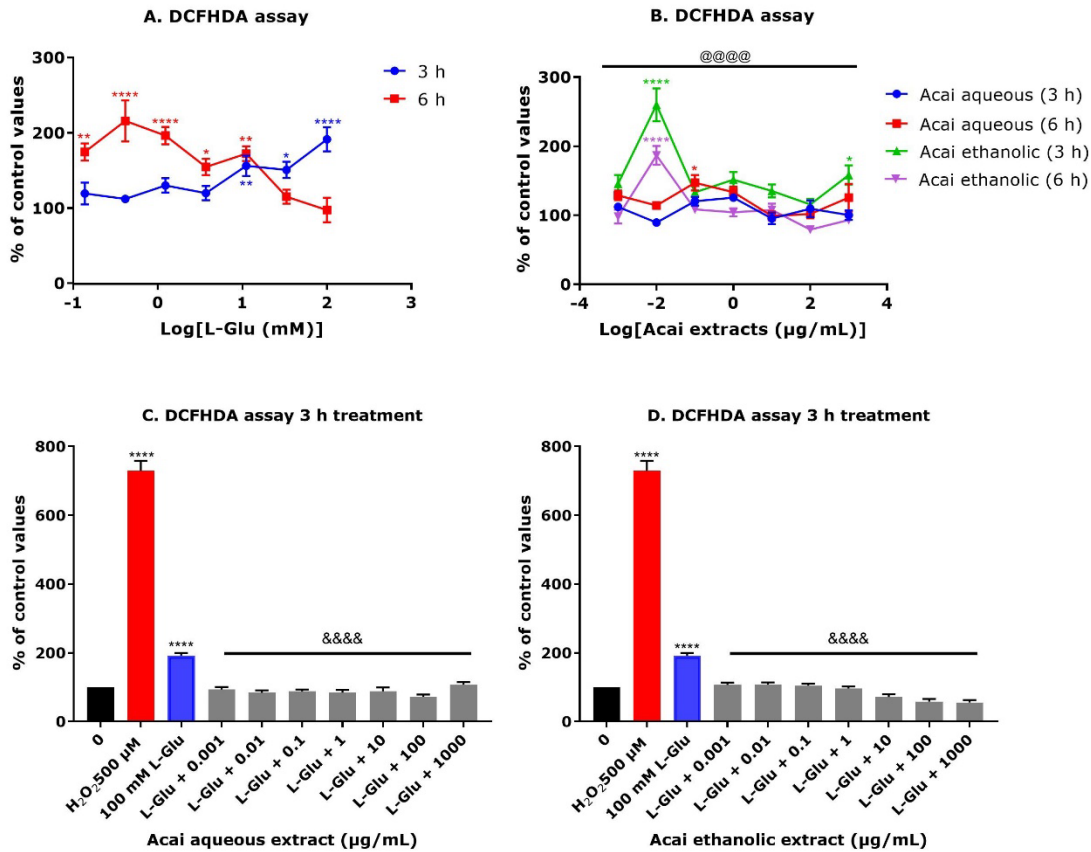 A. DCFHDA assay
% of control values
300
200
100
0
**
****
****
*
**
**
*
****
3 h
6 h
-1
0
1
2
3
Log[L-Glu (mM)]
B. DCFHDA assay
@@@@
% of control values
300
200
100
0
****
****
*
*
Acai aqueous (3 h)
Acai aqueous (6 h)
Acai ethanolic (3 h)
Acai ethanolic (6 h)
-4
-2
0
2
4
Log[Acai extracts (µg/mL)]
C. DCFHDA assay 3 h treatment
% of control values
800
600
400
200
0
****
****
&&&&
0
H₂O₂500 µM
100 mM L-Glu
L-Glu + 0.001
L-Glu + 0.01
L-Glu + 0.1
L-Glu + 1
L-Glu + 10
L-Glu + 100
L-Glu + 1000
Acai aqueous extract (µg/mL)
D. DCFHDA assay 3 h treatment
% of control values
800
600
400
200
0
****
****
&&&&
0
H₂O₂500 µM
100 mM L-Glu
L-Glu + 0.001
L-Glu + 0.01
L-Glu + 0.1
L-Glu + 1
L-Glu + 10
L-Glu + 100
L-Glu + 1000
Acai ethanolic extract (µg/mL)